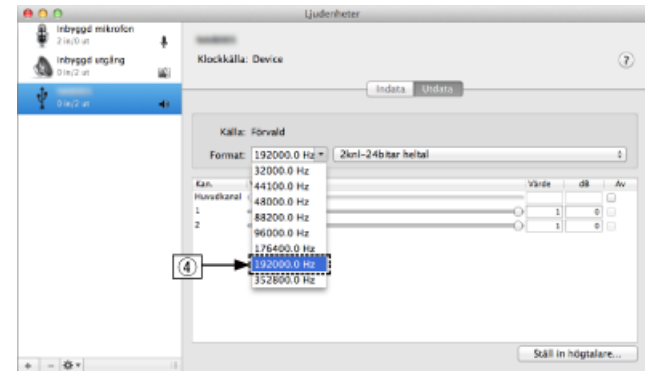 Ljudenheter
Inbyggd mikrofon
2 in/0 ut
Inbyggd utgång
0 in/2 ut
0 in/2 ut
Klockkälla: Device
?
Indata Utdata
Källa: Förvald
Format: 192000.0 Hz 2knl-24bitar heltal
32000.0 Hz
44100.0 Hz
48000.0 Hz
88200.0 Hz
96000.0 Hz
176400.0 Hz
192000.0 Hz
352800.0 Hz
Kan. Värde dB Av
Huvudkanal
1 1 0
2 1 0
4
Ställ in högtalare...